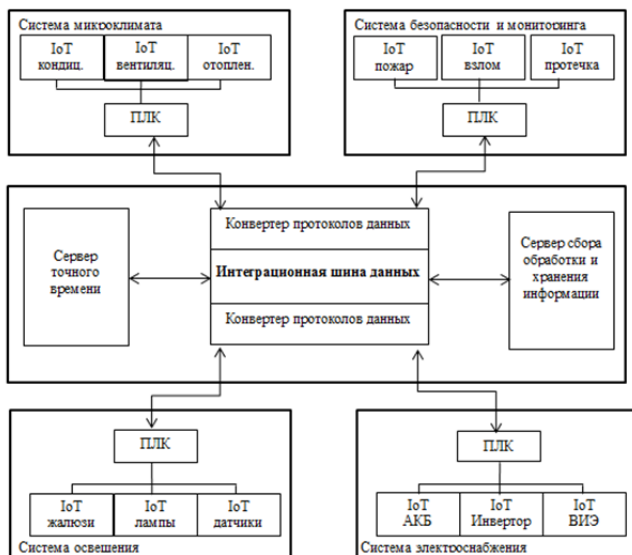 Система микроклимата
IoT
кондиц.
IoT
вентиляц.
IoT
отоплен.
ПЛК
Система безопасности и мониторинга
IoT
пожар
IoT
взлом
IoT
протечка
ПЛК
Сервер
точного
времени
Конвертер протоколов данных
Интеграционная шина данных
Конвертер протоколов данных
Сервер сбора
обработки и
хранения
информации
ПЛК
IoT
жалюзи
IoT
лампы
IoT
датчики
Система освещения
ПЛК
IoT
АКБ
IoT
Инвертор
IoT
ВИЭ
Система электроснабжения